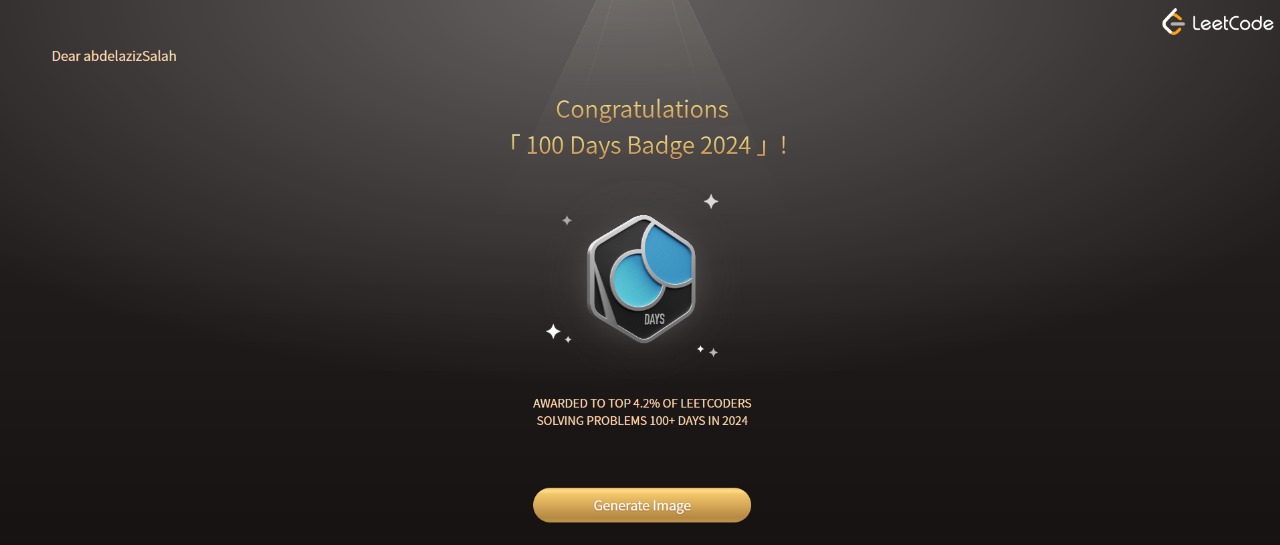 LeetCode
Dear abdelazizSalah
Congratulations
「 100 Days Badge 2024 」!
DAYS
AWARDED TO TOP 4.2% OF LEETCODERS
SOLVING PROBLEMS 100+ DAYS IN 2024
Generate Image